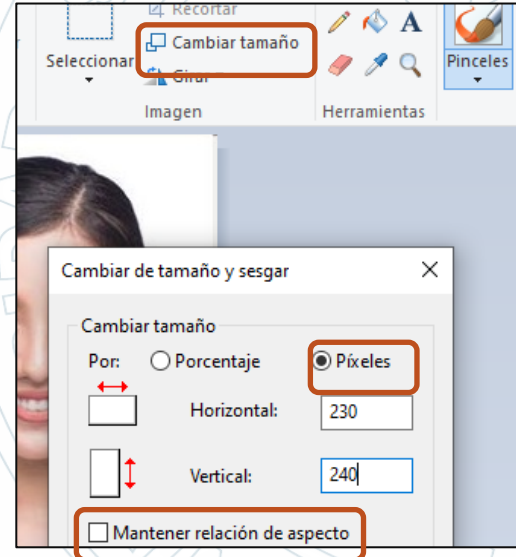 Recortar
Cambiar tamaño
Seleccionar
Girar
Pinceles
A
Imagen
Herramientas
Cambiar de tamaño y sesgar
Cambiar tamaño
Por: Porcentaje Píxeles
Horizontal: 230
Vertical: 240
Mantener relación de aspecto